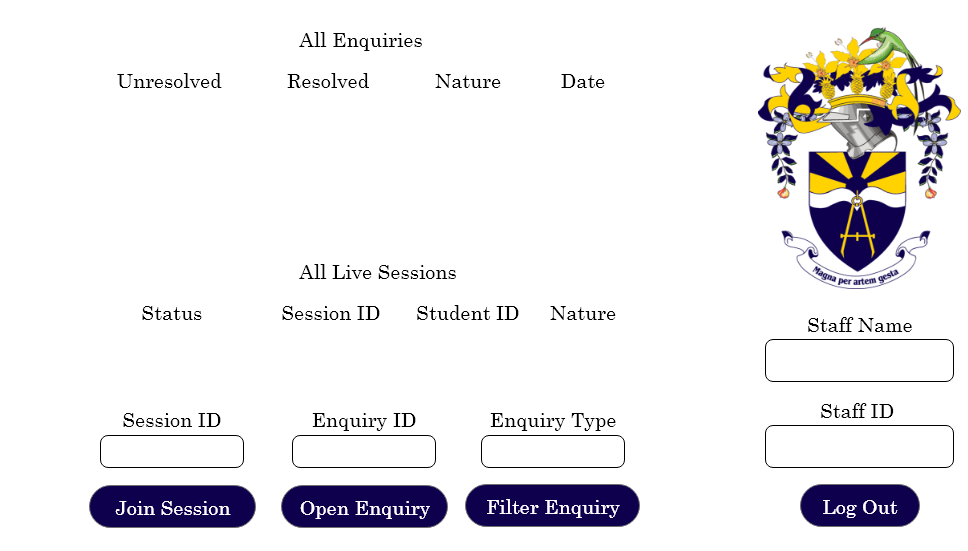 All Enquiries
Unresolved Resolved Nature Date
All Live Sessions
Status Session ID Student ID Nature
Session ID Enquiry ID Enquiry Type
Join Session Open Enquiry Filter Enquiry
Magna per artem gesta
Staff Name
Staff ID
Log Out